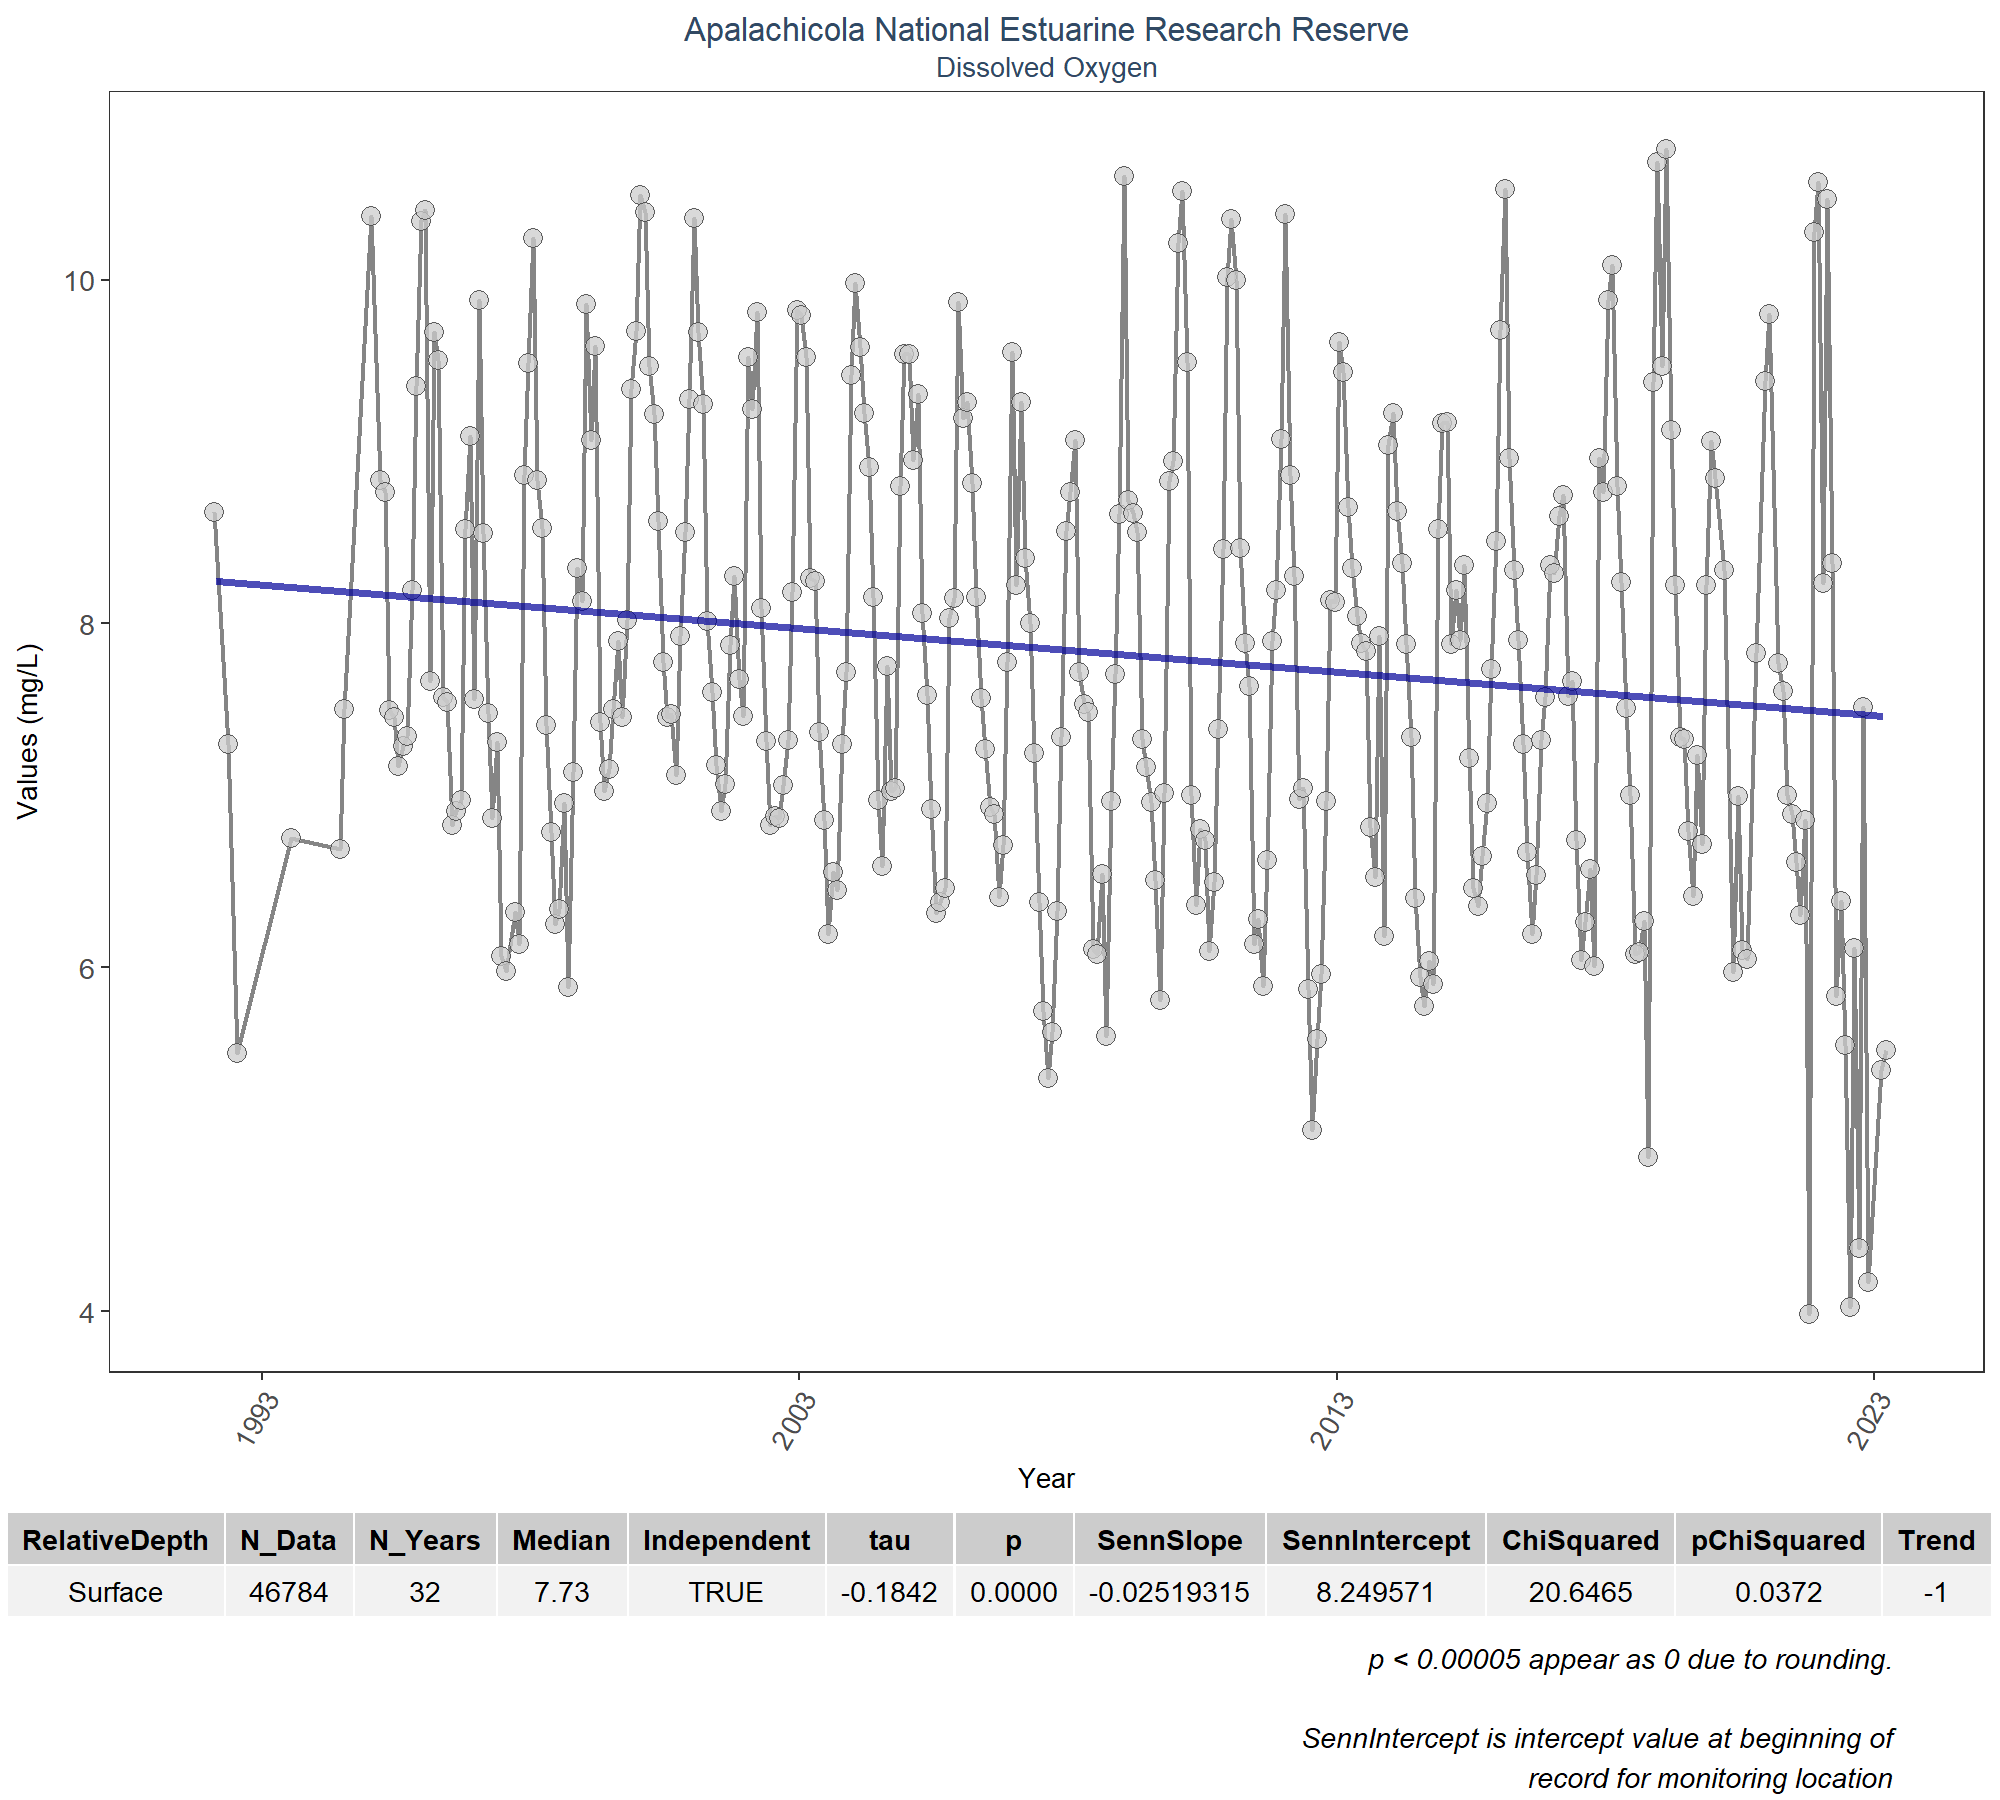 Apalachicola National Estuarine Research Reserve
Dissolved Oxygen
Values (mg/L)
10
8
6
4
1993
2003
2013
2023
Year
RelativeDepth N_Data N_Years Median Independent tau p SennSlope SennIntercept ChiSquared pChiSquared Trend
Surface 46784 32 7.73 TRUE -0.1842 0.0000 -0.02519315 8.249571 20.6465 0.0372 -1
p < 0.00005 appear as 0 due to rounding.
SennIntercept is intercept value at beginning of
record for monitoring location